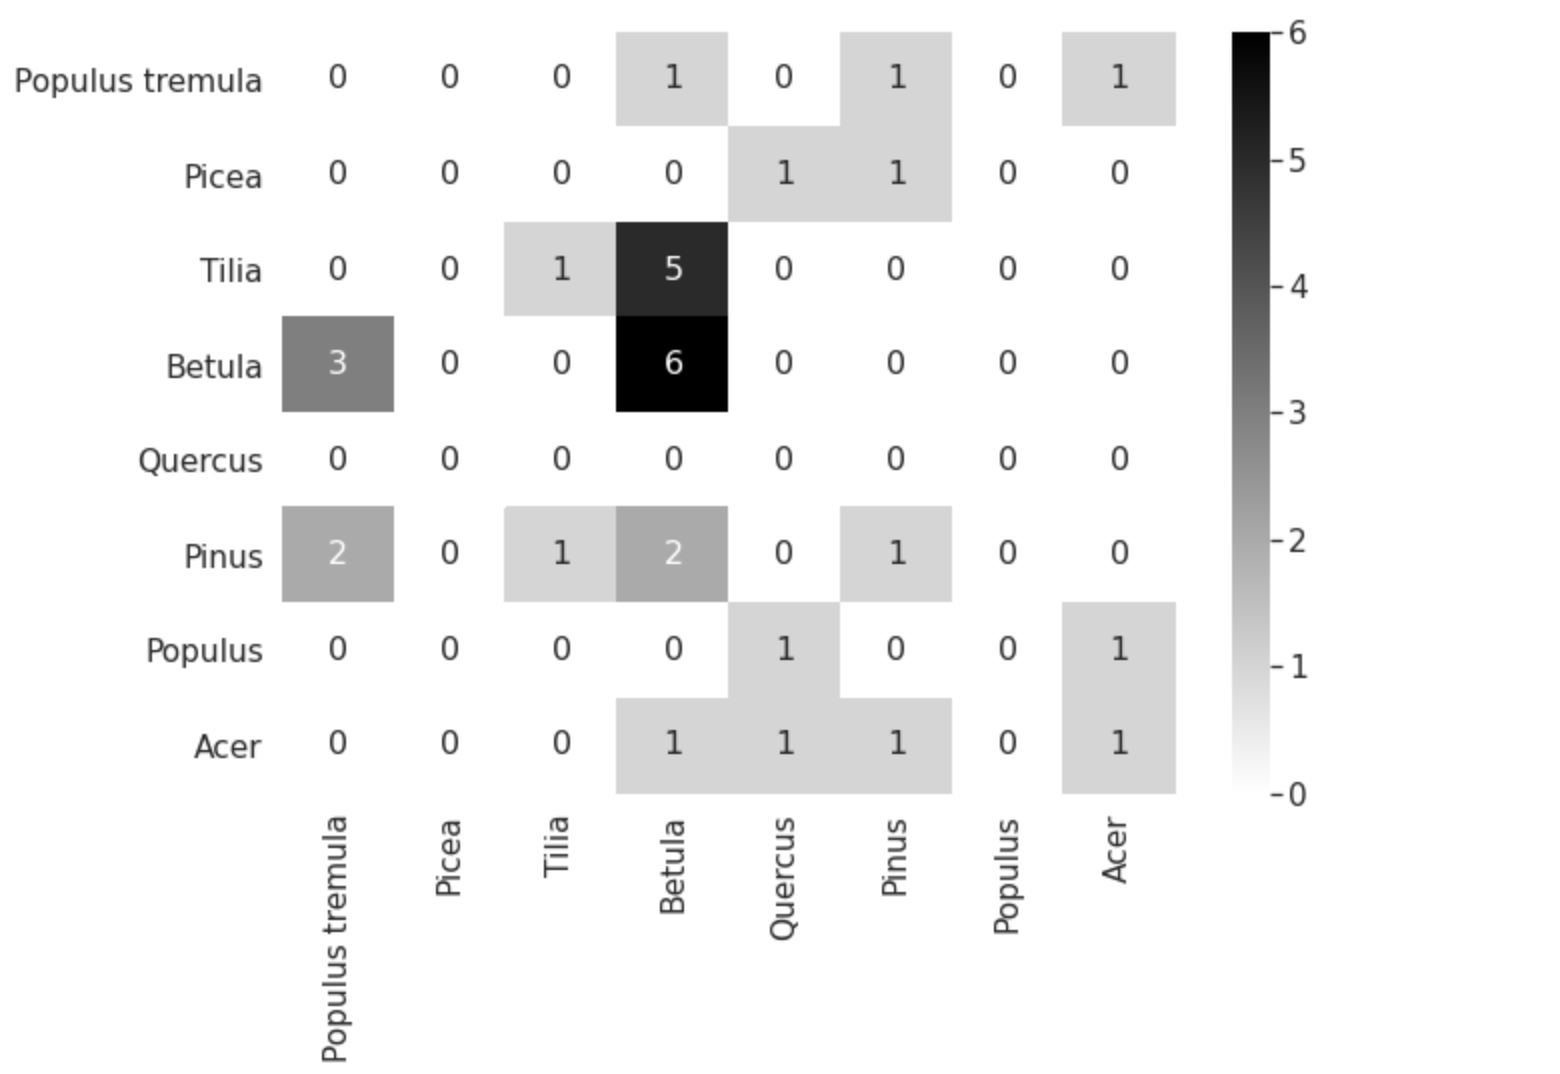 6
Populus tremula 0 0 0 1 0 1 0 1
5
Picea 0 0 0 0 1 1 0 0
Tilia 0 0 1 5 0 0 0 0
4
Betula 3 0 0 6 0 0 0 0
3
Quercus 0 0 0 0 0 0 0 0
2
Pinus 2 0 1 2 0 1 0 0
Populus 0 0 0 0 1 0 0 1
1
Acer 0 0 0 1 1 1 0 1
0
Populus tremula
Picea
Tilia
Betula
Quercus
Pinus
Populus
Acer